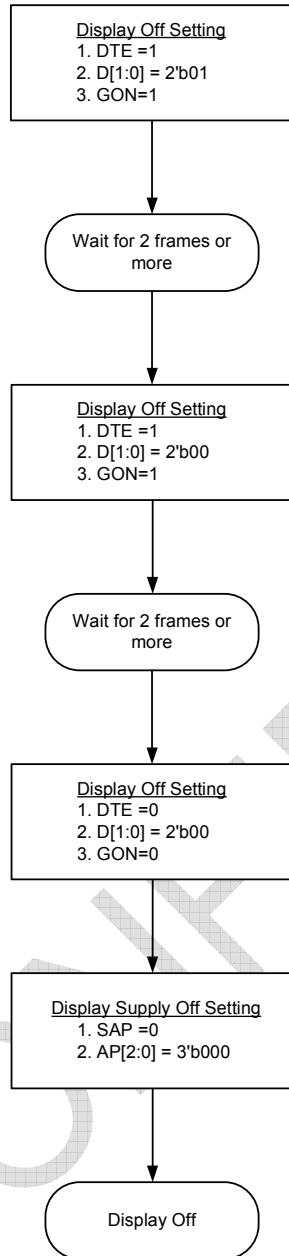 Display Off Setting
1. DTE =1
2. D[1:0] = 2'b01
3. GON=1
Wait for 2 frames or
more
Display Off Setting
1. DTE =1
2. D[1:0] = 2'b00
3. GON=1
Wait for 2 frames or
more
Display Off Setting
1. DTE=0
2. D[1:0] = 2'b00
3. GON=0
Display Supply Off Setting
1. SAP =0
2. AP[2:0] = 3'b000
Display Off